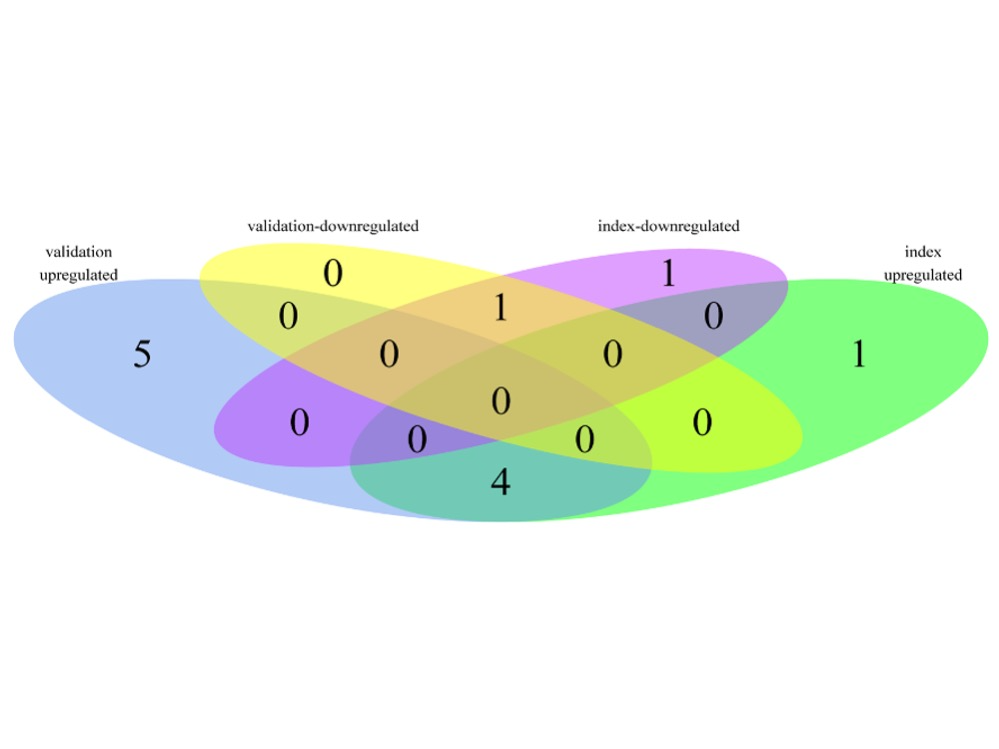 validation-downregulated
index-downregulated
validation
upregulated
index
upregulated
0
1
1
0
0
5
0
0
1
0
0
0
0
0
4